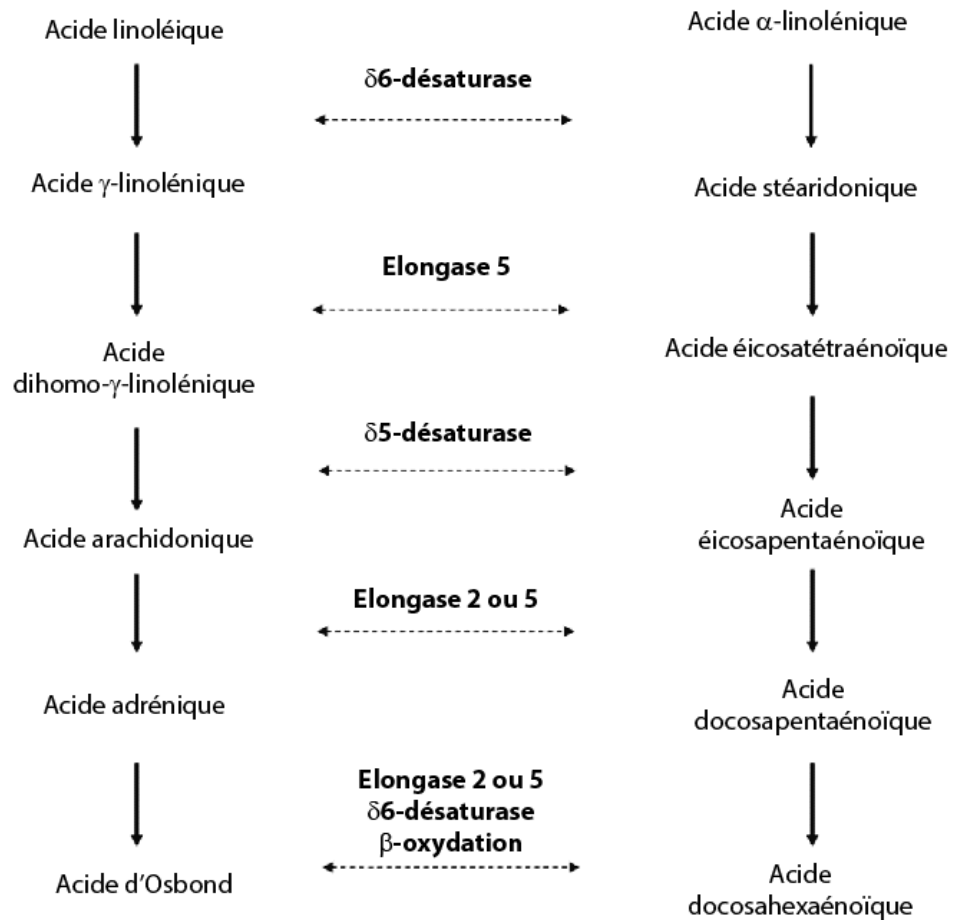 Acide linoléique
Acide α-linolénique
δ6-désaturase
Acide γ-linolénique
Acide stéaridonique
Elongase 5
Acide
dihomo-γ-linolénique
Acide éicosatétraénoïque
δ5-désaturase
Acide arachidonique
Acide
éicosapentaénoïque
Elongase 2 ou 5
Acide adrénique
Acide
docosapentaénoïque
Elongase 2 ou 5
δ6-désaturase
β-oxydation
Acide d'Osbond
Acide
docosahexaénoïque